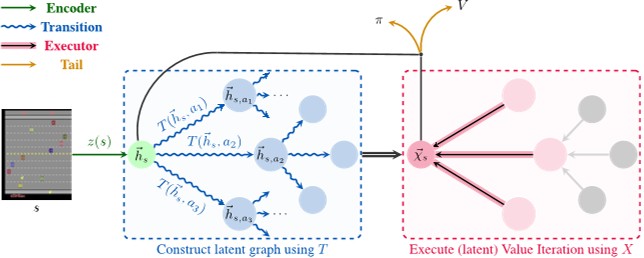 Encoder
Transition
Executor
Tail
π
V
T(h⃗ₛ, a₁)
h⃗ₛ,ₐ₁
...
z(s)
h⃗ₛ
T(h⃗ₛ, a₂)
h⃗ₛ,ₐ₂
χ⃗ₛ
T(h⃗ₛ, a₃)
h⃗ₛ,ₐ₃
...
s
Construct latent graph using T
Execute (latent) Value Iteration using X